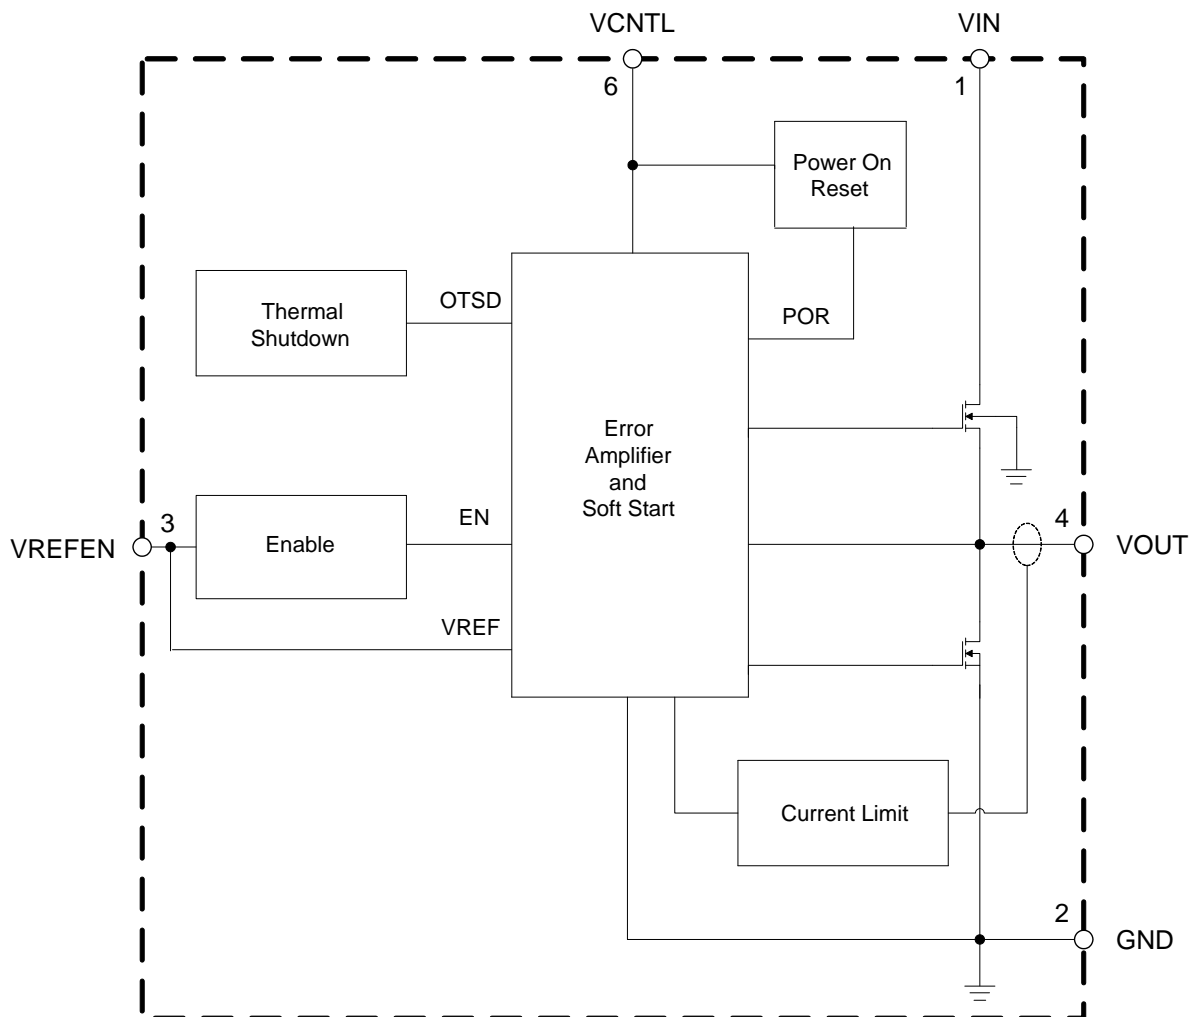 VCNTL
VIN
6
1
Power On
Reset
Thermal
Shutdown
OTSD
POR
Error
Amplifier
and
Soft Start
VREFEN
3
Enable
EN
4
VOUT
VREF
Current Limit
2
GND